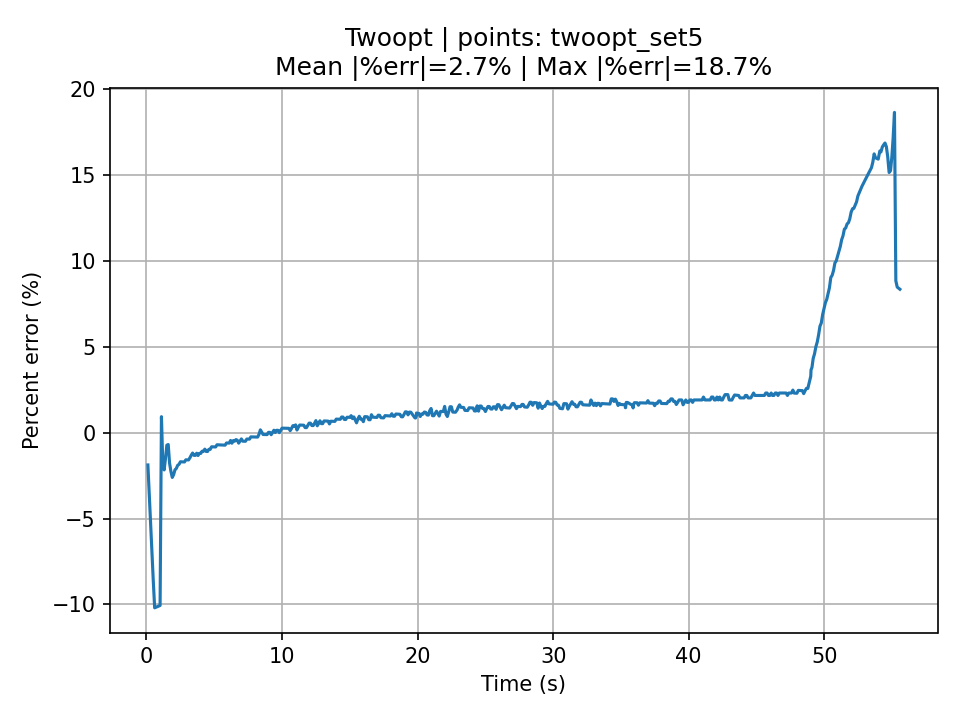 Twoopt | points: twoopt_set5
Mean |%err|=2.7% | Max |%err|=18.7%
20
15
10
5
0
−5
−10
Percent error (%)
0 10 20 30 40 50
Time (s)